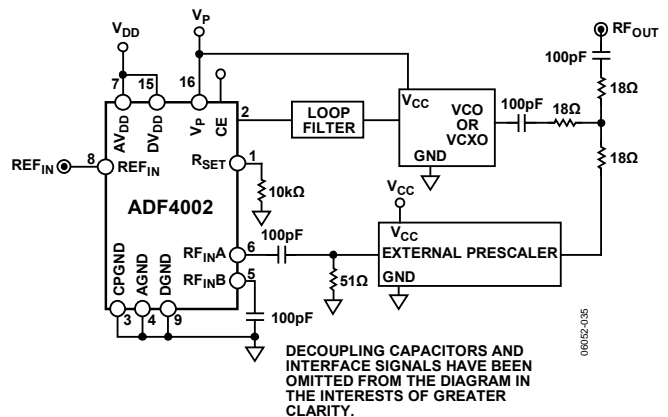 VDD
VP
RFOUT
100pF
18Ω
7
15
16
AVDD
DVDD
VP
CE
2
LOOP
FILTER
VCC
VCO
OR
VCXO
GND
100pF
18Ω
18Ω
REFIN
8
REFIN
RSET
1
10kΩ
ADF4002
VCC
VCC
EXTERNAL PRESCALER
GND
RFINA
6
100pF
51Ω
RFINB
5
100pF
CPGND
AGND
DGND
3
4
9
DECOUPLING CAPACITORS AND
INTERFACE SIGNALS HAVE BEEN
OMITTED FROM THE DIAGRAM IN
THE INTERESTS OF GREATER
CLARITY.
06052-035